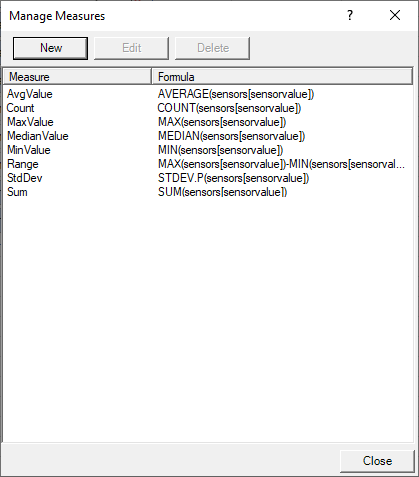 Manage Measures ?
New Edit Delete
Measure Formula
AvgValue AVERAGE(sensors[sensorvalue])
Count COUNT(sensors[sensorvalue])
MaxValue MAX(sensors[sensorvalue])
MedianValue MEDIAN(sensors[sensorvalue])
MinValue MIN(sensors[sensorvalue])
Range MAX(sensors[sensorvalue])-MIN(sensors[sensorval...
StdDev STDEV.P(sensors[sensorvalue])
Sum SUM(sensors[sensorvalue])
Close